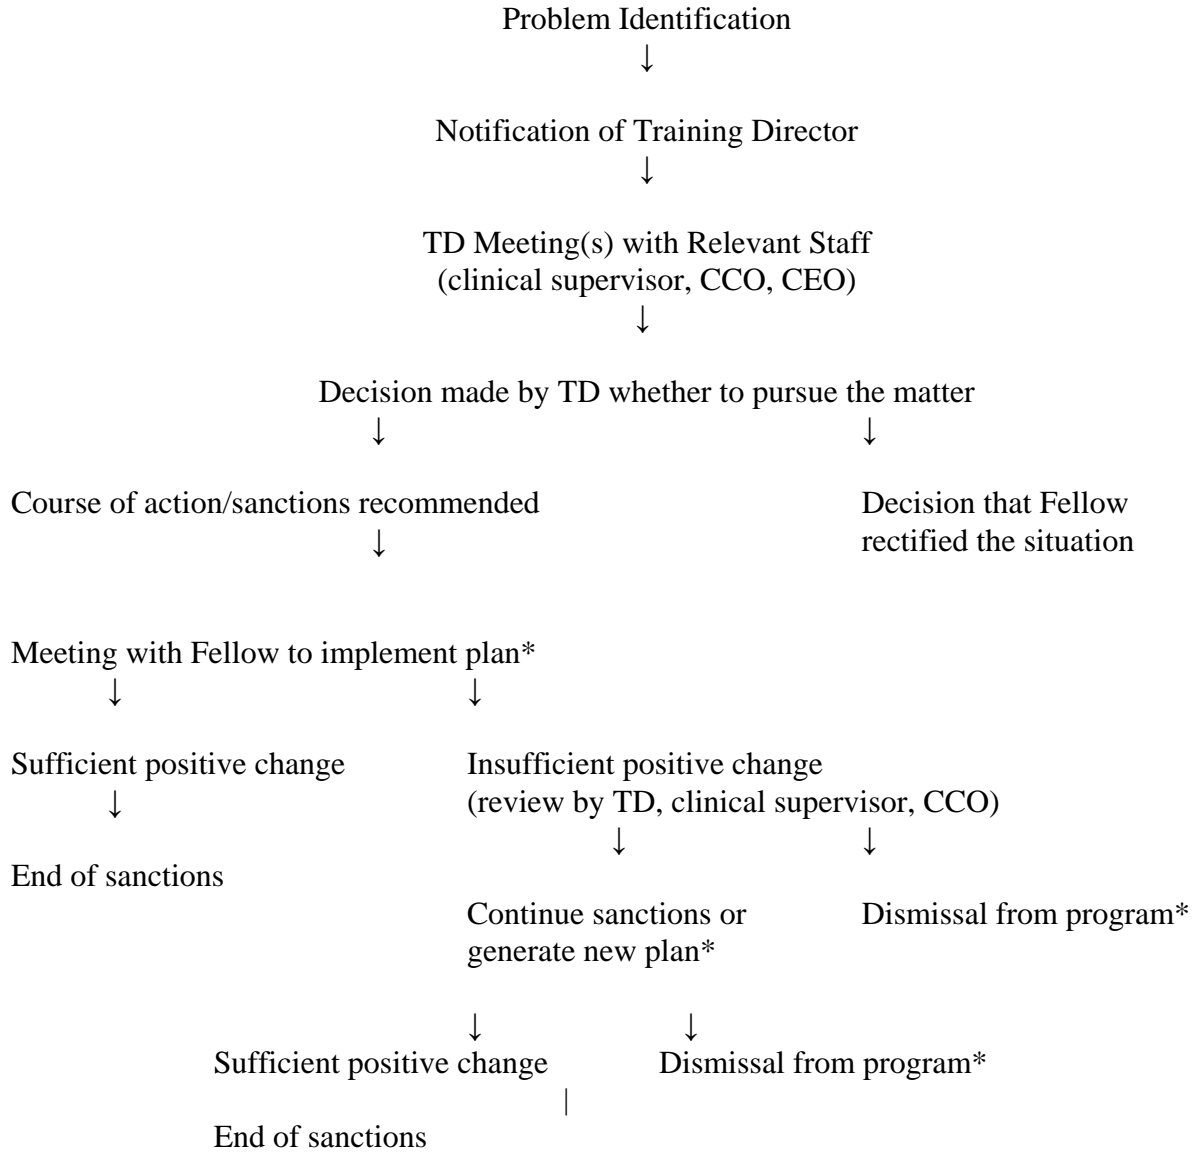 Problem Identification
↓
Notification of Training Director
↓
TD Meeting(s) with Relevant Staff
(clinical supervisor, CCO, CEO)
↓
Decision made by TD whether to pursue the matter
↓ ↓
Course of action/sanctions recommended
↓
Decision that Fellow
rectified the situation
Meeting with Fellow to implement plan*
↓ ↓
Sufficient positive change
↓
End of sanctions
Insufficient positive change
(review by TD, clinical supervisor, CCO)
↓ ↓
Continue sanctions or
generate new plan*
Dismissal from program*
↓ ↓
Sufficient positive change
|
End of sanctions
Dismissal from program*